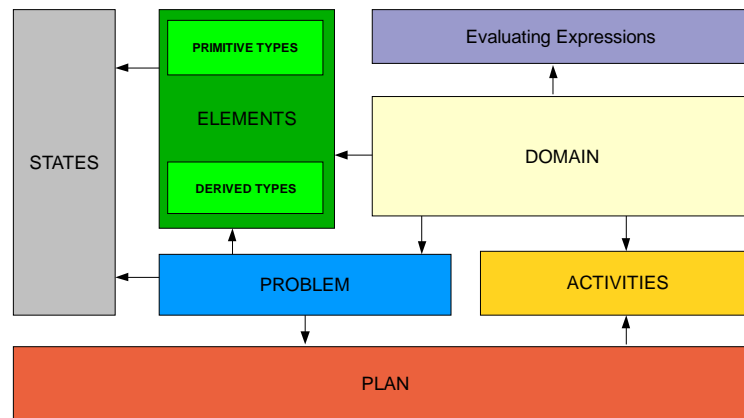 PRIMITIVE TYPES
Evaluating Expressions
ELEMENTS
STATES
DOMAIN
DERIVED TYPES
PROBLEM
ACTIVITIES
PLAN